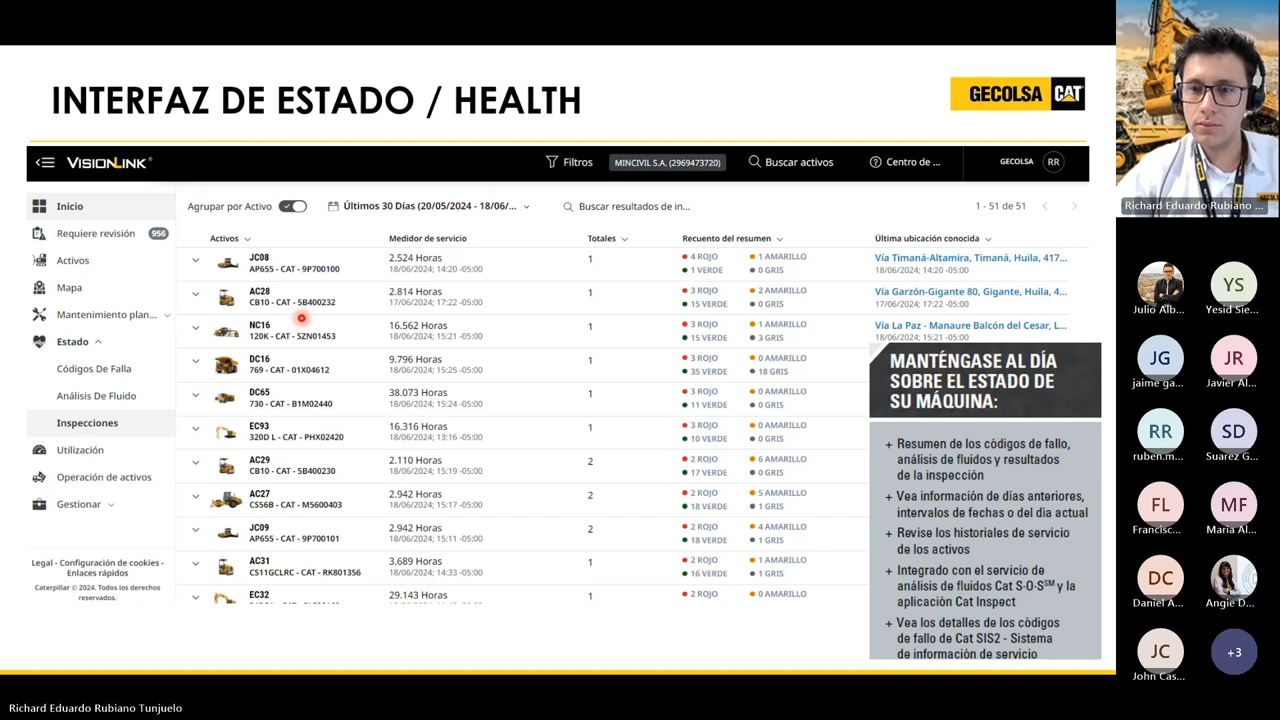 INTERFAZ DE ESTADO / HEALTH
GECOLSA CAT
VISIONLINK®
Filtros
MINCIVIL S.A. (2969473720)
Buscar activos
Centro de ...
GECOLSA
RR
Inicio
Requiere revisión 956
Activos
Mapa
Mantenimiento plan...
Estado
Códigos De Falla
Análisis De Fluido
Inspecciones
Utilización
Operación de activos
Gestionar
Legal - Configuración de cookies -
Enlaces rápidos
Caterpillar © 2024. Todos los derechos
reservados.
Agrupar por Activo
Últimos 30 Días (20/05/2024 - 18/06/...
Buscar resultados de in...
1 - 51 de 51
Activos Medidor de servicio Totales Recuento del resumen Última ubicación conocida
JC08 2.524 Horas 1 4 ROJO 1 AMARILLO Vía Timaná-Altamira, Timaná, Huila, 417...
AP655 - CAT - 9P700100 18/06/2024; 14:20 -05:00 1 VERDE 0 GRIS 18/06/2024; 14:20 -05:00
AC28 2.814 Horas 1 3 ROJO 2 AMARILLO Vía Garzón-Gigante 80, Gigante, Huila, 4...
CB10 - CAT - 5B400232 17/06/2024; 17:22 -05:00 15 VERDE 0 GRIS 17/06/2024; 17:22 -05:00
NC16 16.562 Horas 1 3 ROJO 1 AMARILLO Vía La Paz - Manaure Balcón del Cesar, L...
120K - CAT - SZN01453 18/06/2024; 15:21 -05:00 15 VERDE 3 GRIS 18/06/2024; 15:21 -05:00
DC16 9.796 Horas 1 3 ROJO 0 AMARILLO
769 - CAT - 01X04612 18/06/2024; 15:25 -05:00 35 VERDE 18 GRIS
DC65 38.073 Horas 1 3 ROJO 0 AMARILLO
730 - CAT - B1M02440 18/06/2024; 15:24 -05:00 11 VERDE 0 GRIS
EC93 16.316 Horas 1 3 ROJO 0 AMARILLO
320D L - CAT - PHX02420 18/06/2024; 13:16 -05:00 10 VERDE 0 GRIS
AC29 2.110 Horas 2 2 ROJO 6 AMARILLO
CB10 - CAT - 5B400230 18/06/2024; 15:19 -05:00 17 VERDE 0 GRIS
AC27 2.942 Horas 2 2 ROJO 5 AMARILLO
CS56B - CAT - M5600403 18/06/2024; 15:17 -05:00 18 VERDE 1 GRIS
JC09 2.942 Horas 2 2 ROJO 4 AMARILLO
AP655 - CAT - 9P700101 18/06/2024; 15:11 -05:00 18 VERDE 1 GRIS
AC31 3.689 Horas 1 2 ROJO 1 AMARILLO
CS11GCLRC - CAT - RK801356 18/06/2024; 14:33 -05:00 16 VERDE 1 GRIS
EC32 29.143 Horas 1 2 ROJO 0 AMARILLO
MANTÉNGASE AL DÍA
SOBRE EL ESTADO DE
SU MÁQUINA:
+ Resumen de los códigos de fallo,
análisis de fluidos y resultados
de la inspección
+ Vea información de días anteriores,
intervalos de fechas o del día actual
+ Revise los historiales de servicio
de los activos
+ Integrado con el servicio de
análisis de fluidos Cat S·O·S℠ y la
aplicación Cat Inspect
+ Vea los detalles de los códigos
de fallo de Cat SIS2 - Sistema
de información de servicio
Richard Eduardo Rubiano ...
Julio Alb...
YS
Yesid Sie...
JG
jaime ga...
JR
Javier Al...
RR
ruben.m...
SD
Suarez G...
FL
Francisc...
MF
Maria Al...
DC
Daniel A...
Angie D...
JC
John Cas...
+3
Richard Eduardo Rubiano Tunjuelo